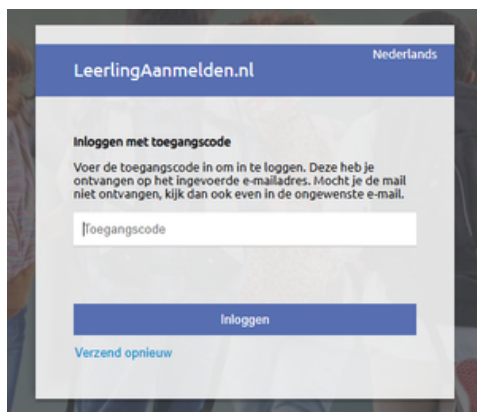 Nederlands
LeerlingAanmelden.nl
Inloggen met toegangscode
Voer de toegangscode in om in te loggen. Deze heb je
ontvangen op het ingevoerde e-mailadres. Mocht je de mail
niet ontvangen, kijk dan ook even in de ongewenste e-mail.
Toegangscode
Inloggen
Verzend opnieuw